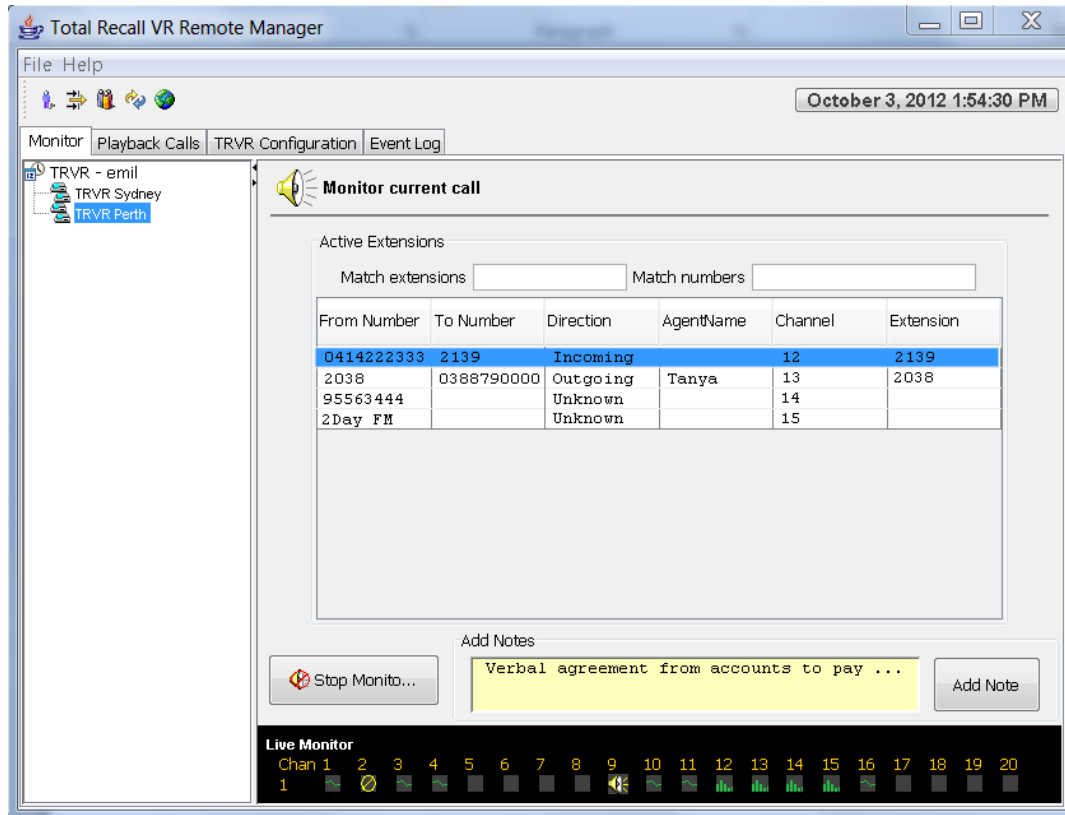 Total Recall VR Remote Manager
File Help
October 3, 2012 1:54:30 PM
Monitor Playback Calls TRVR Configuration Event Log
TRVR - emil
TRVR Sydney
TRVR Perth
Monitor current call
Active Extensions
Match extensions Match numbers
From Number To Number Direction AgentName Channel Extension
0414222333 2139 Incoming 12 2139
2038 0388790000 Outgoing Tanya 13 2038
95563444 Unknown 14
2Day FM Unknown 15
Add Notes
Stop Monito... Verbal agreement from accounts to pay ... Add Note
Live Monitor
Chan 1 2 3 4 5 6 7 8 9 10 11 12 13 14 15 16 17 18 19 20
1